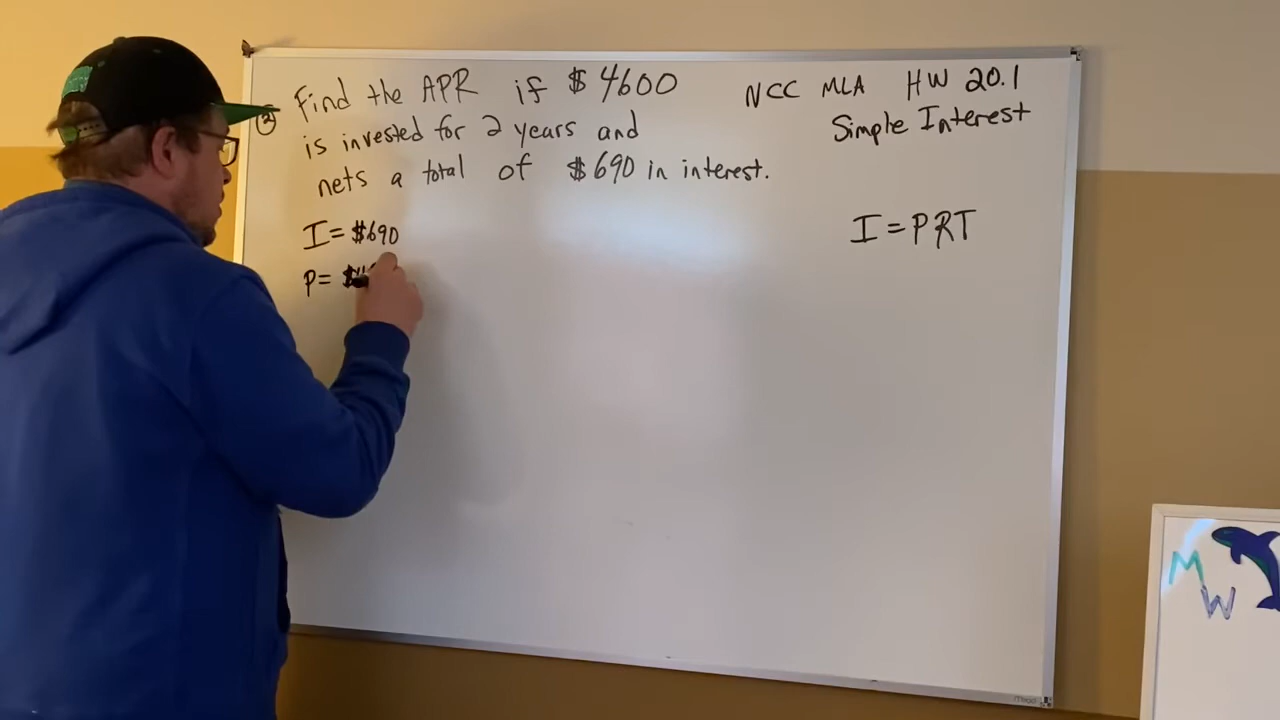 ② Find the APR if $4600
is invested for 2 years and
nets a total of $690 in interest.
NCC MLA HW 20.1
Simple Interest
I = $690
P = $
I = PRT
M
W